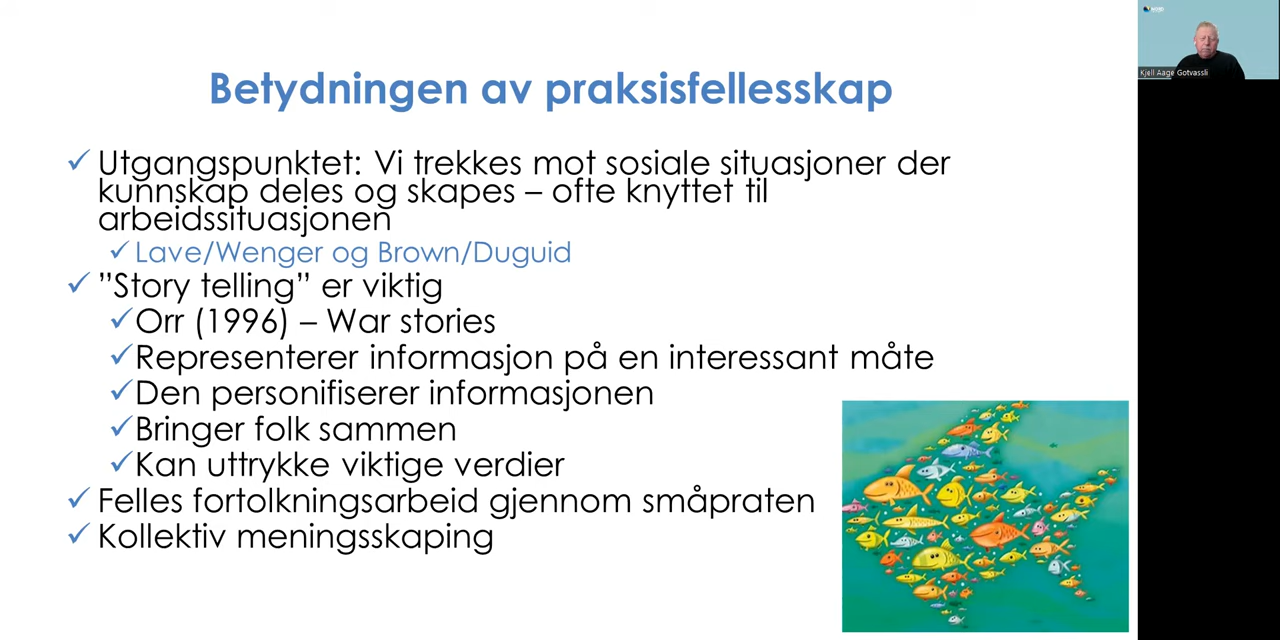 Betydningen av praksisfellesskap
✓ Utgangspunktet: Vi trekkes mot sosiale situasjoner der
kunnskap deles og skapes – ofte knyttet til
arbeidssituasjonen
✓ Lave/Wenger og Brown/Duguid
✓ ”Story telling” er viktig
✓ Orr (1996) – War stories
✓ Representerer informasjon på en interessant måte
✓ Den personifiserer informasjonen
✓ Bringer folk sammen
✓ Kan uttrykke viktige verdier
✓ Felles fortolkningsarbeid gjennom småpraten
✓ Kollektiv meningsskaping
Kjell Aage Gotvassli